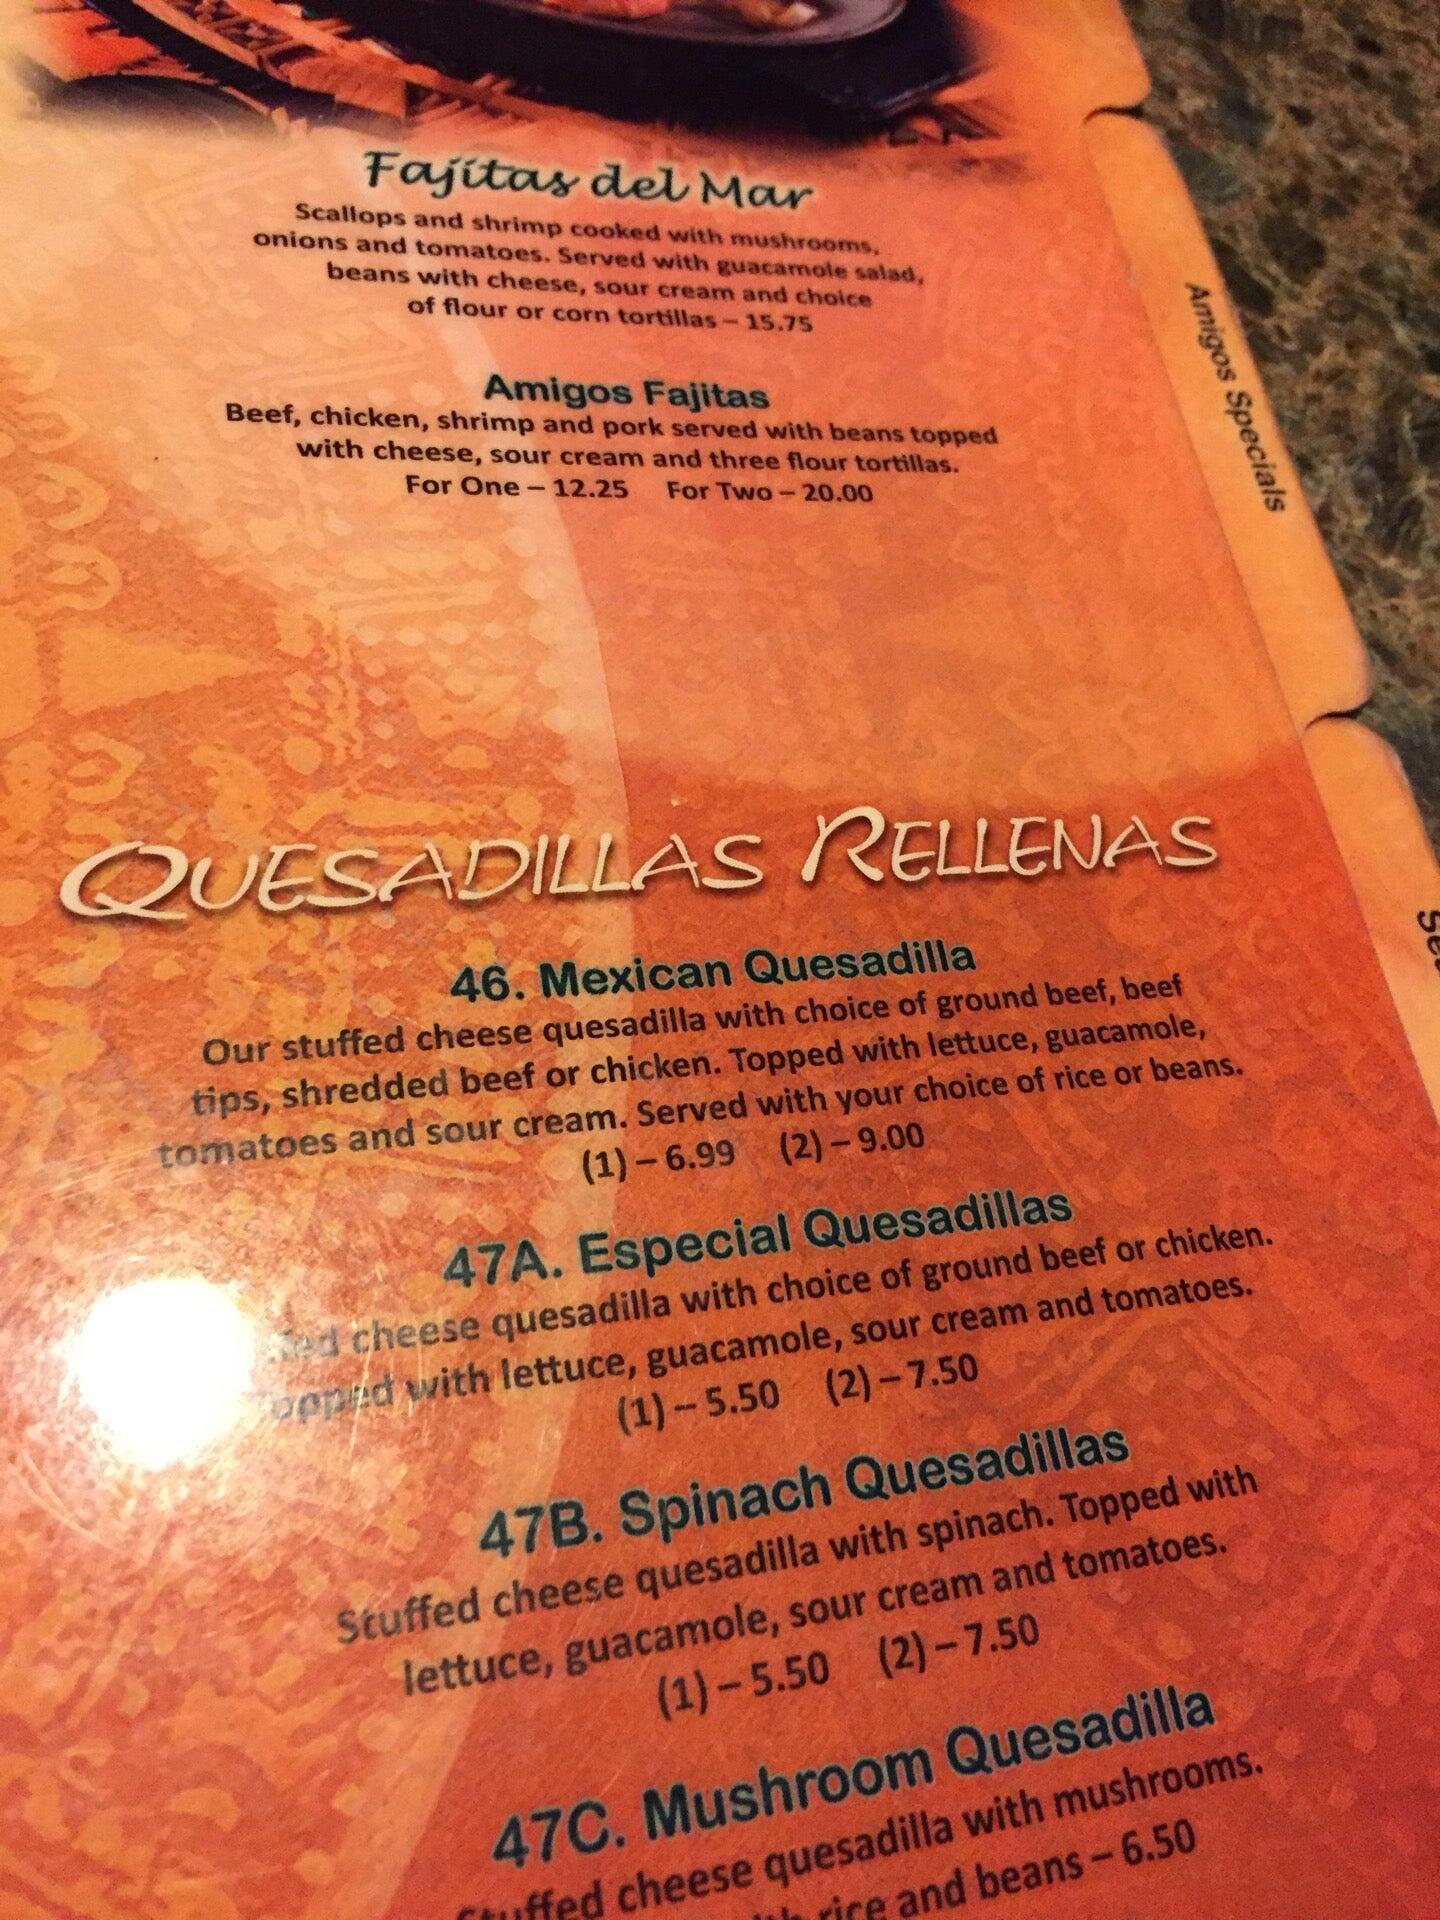 Fajitas del Mar
Scallops and shrimp cooked with mushrooms,
onions and tomatoes. Served with guacamole salad,
beans with cheese, sour cream and choice
of flour or corn tortillas – 15.75
Amigos Fajitas
Beef, chicken, shrimp and pork served with beans topped
with cheese, sour cream and three flour tortillas.
For One – 12.25 For Two – 20.00
Amigos Specials
QUESADILLAS RELLENAS
46. Mexican Quesadilla
Our stuffed cheese quesadilla with choice of ground beef, beef
tips, shredded beef or chicken. Topped with lettuce, guacamole,
tomatoes and sour cream. Served with your choice of rice or beans.
(1) – 6.99 (2) – 9.00
47A. Especial Quesadillas
cheese quesadilla with choice of ground beef or chicken.
Topped with lettuce, guacamole, sour cream and tomatoes.
(1) – 5.50 (2) – 7.50
47B. Spinach Quesadillas
Stuffed cheese quesadilla with spinach. Topped with
lettuce, guacamole, sour cream and tomatoes.
(1) – 5.50 (2) – 7.50
47C. Mushroom Quesadilla
Stuffed cheese quesadilla with mushrooms.
rice and beans – 6.50